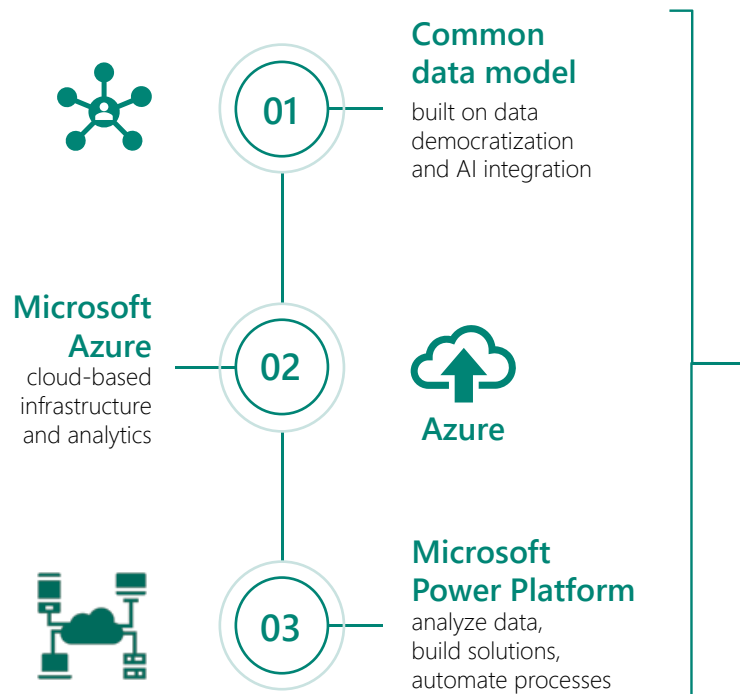 01
Common
data model
built on data
democratization
and AI integration
Microsoft
Azure
cloud-based
infrastructure
and analytics
02
Azure
03
Microsoft
Power Platform
analyze data,
build solutions,
automate processes